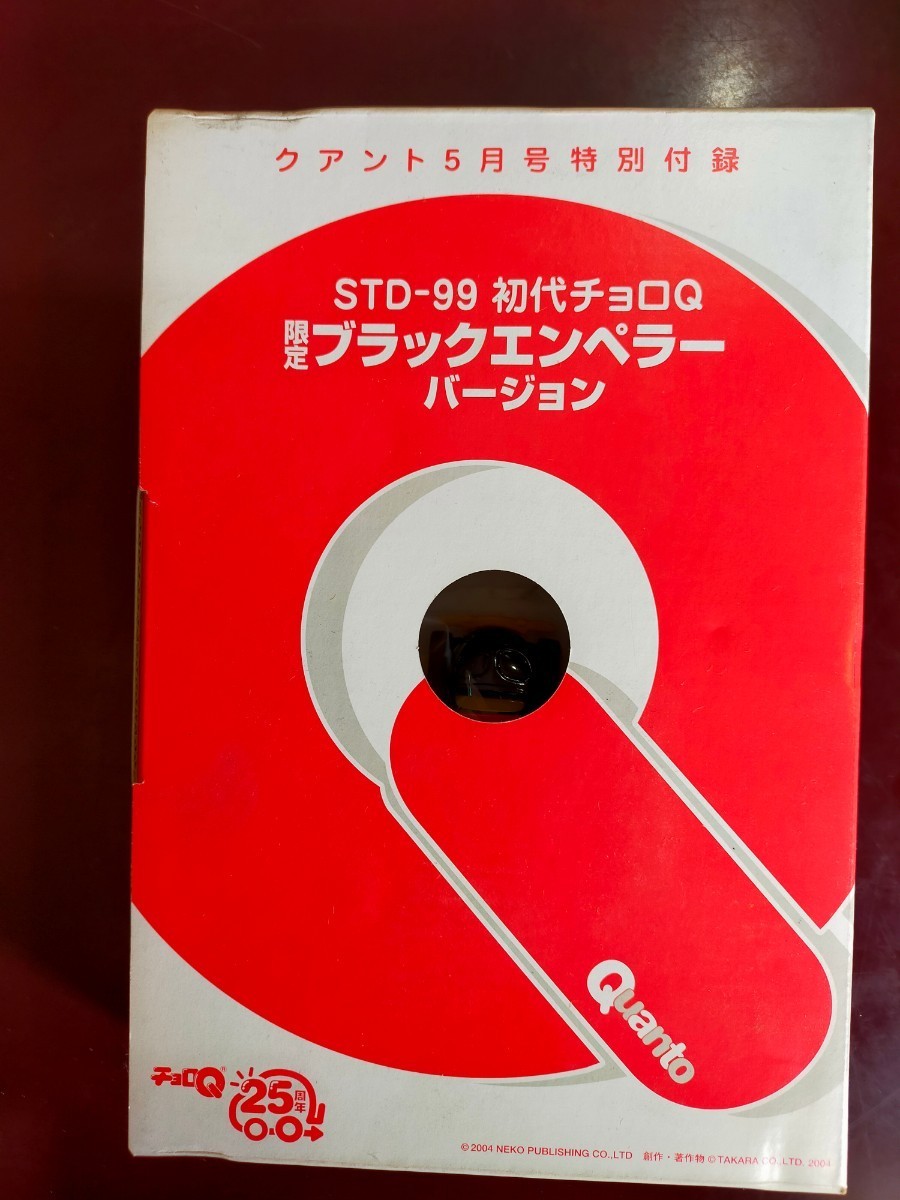 クアント5月号特別付録
STD-99 初代チョロQ
限定ブラックエンペラー
バージョン
Quanto
チョロQ® 25周年
©2004 NEKO PUBLISHING CO.,LTD 創作・著作物 ©TAKARA CO.,LTD. 2004